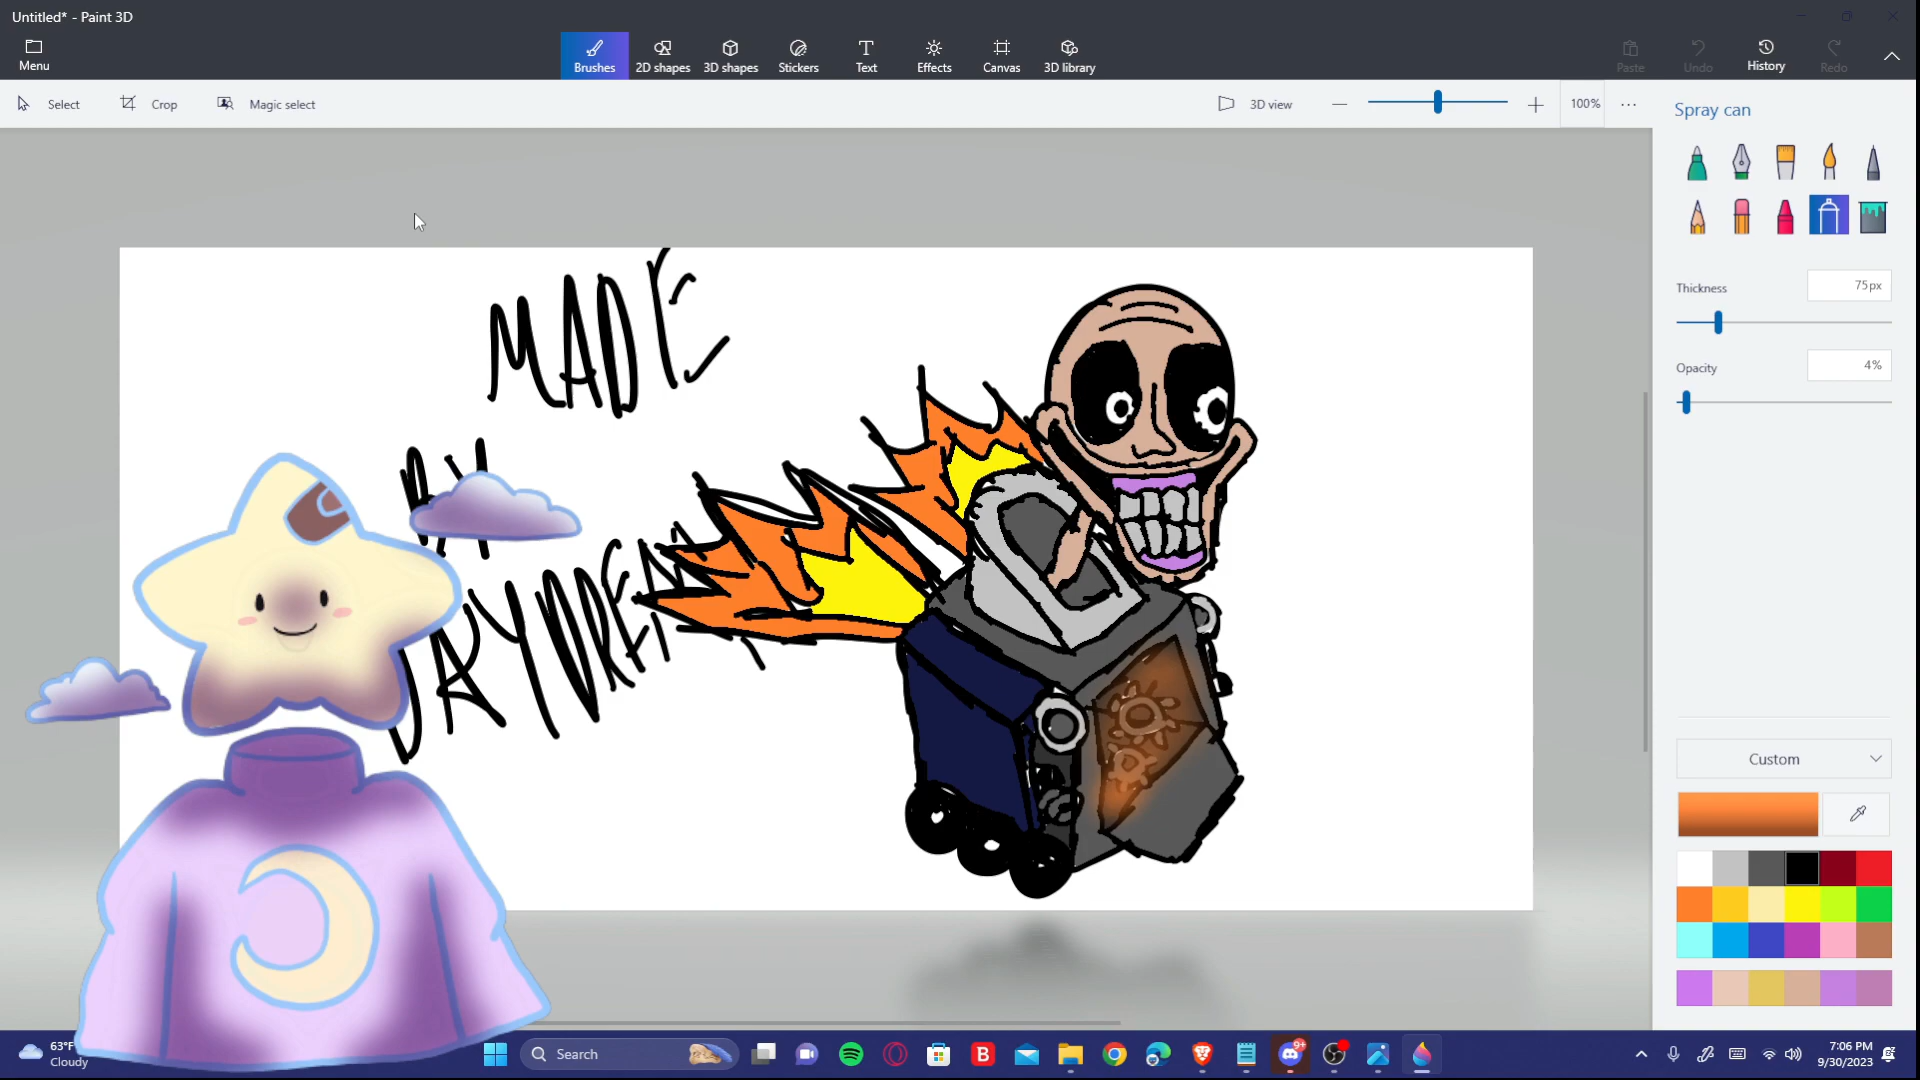 Untitled* - Paint 3D
Menu
Brushes
2D shapes
3D shapes
Stickers
Text
Effects
Canvas
3D library
Paste
Undo
History
Redo
Select
Crop
Magic select
3D view
100%
Spray can
Thickness
75px
Opacity
4%
MADE
BY
JAYDREAM
Custom
63°F
Cloudy
Search
B
9+
7:06 PM
9/30/2023